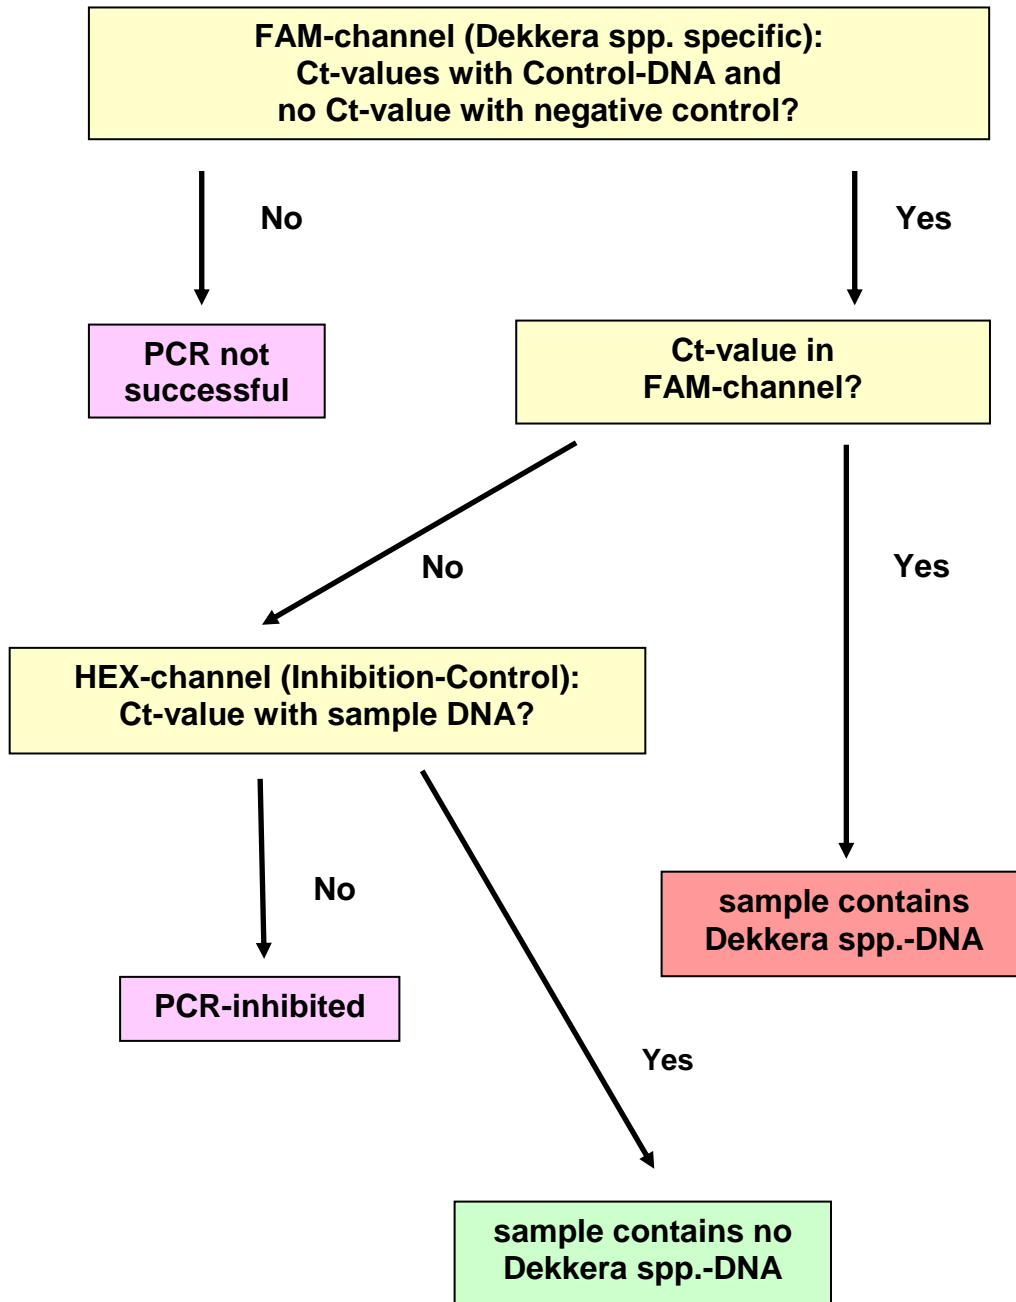 FAM-channel (Dekkera spp. specific):
Ct-values with Control-DNA and
no Ct-value with negative control?
No
Yes
PCR not
successful
Ct-value in
FAM-channel?
No
Yes
HEX-channel (Inhibition-Control):
Ct-value with sample DNA?
No
sample contains
Dekkera spp.-DNA
PCR-inhibited
Yes
sample contains no
Dekkera spp.-DNA